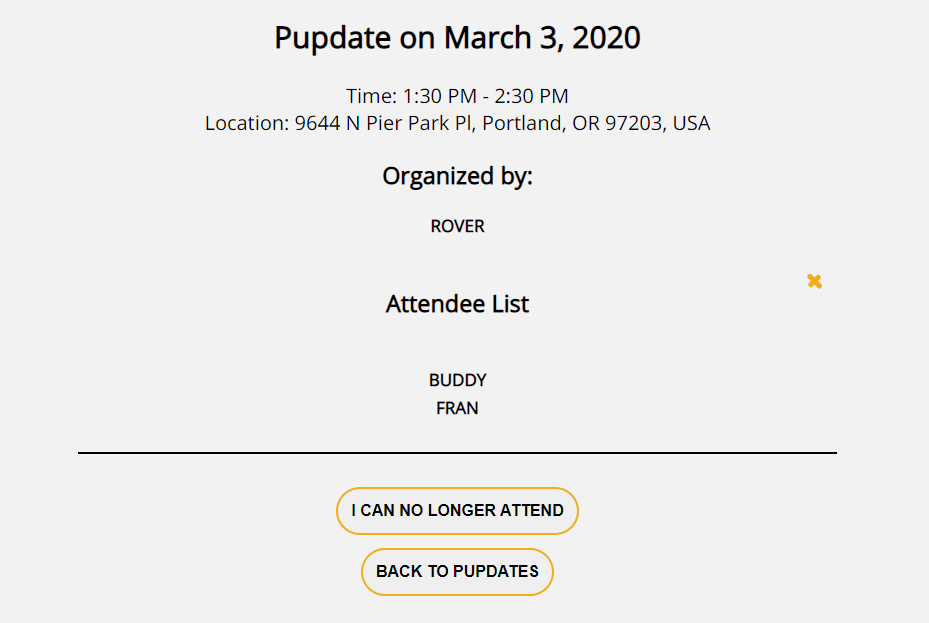 Pupdate on March 3, 2020
Time: 1:30 PM - 2:30 PM
Location: 9644 N Pier Park Pl, Portland, OR 97203, USA
Organized by:
ROVER
Attendee List
BUDDY
FRAN
I CAN NO LONGER ATTEND
BACK TO PUPDATES